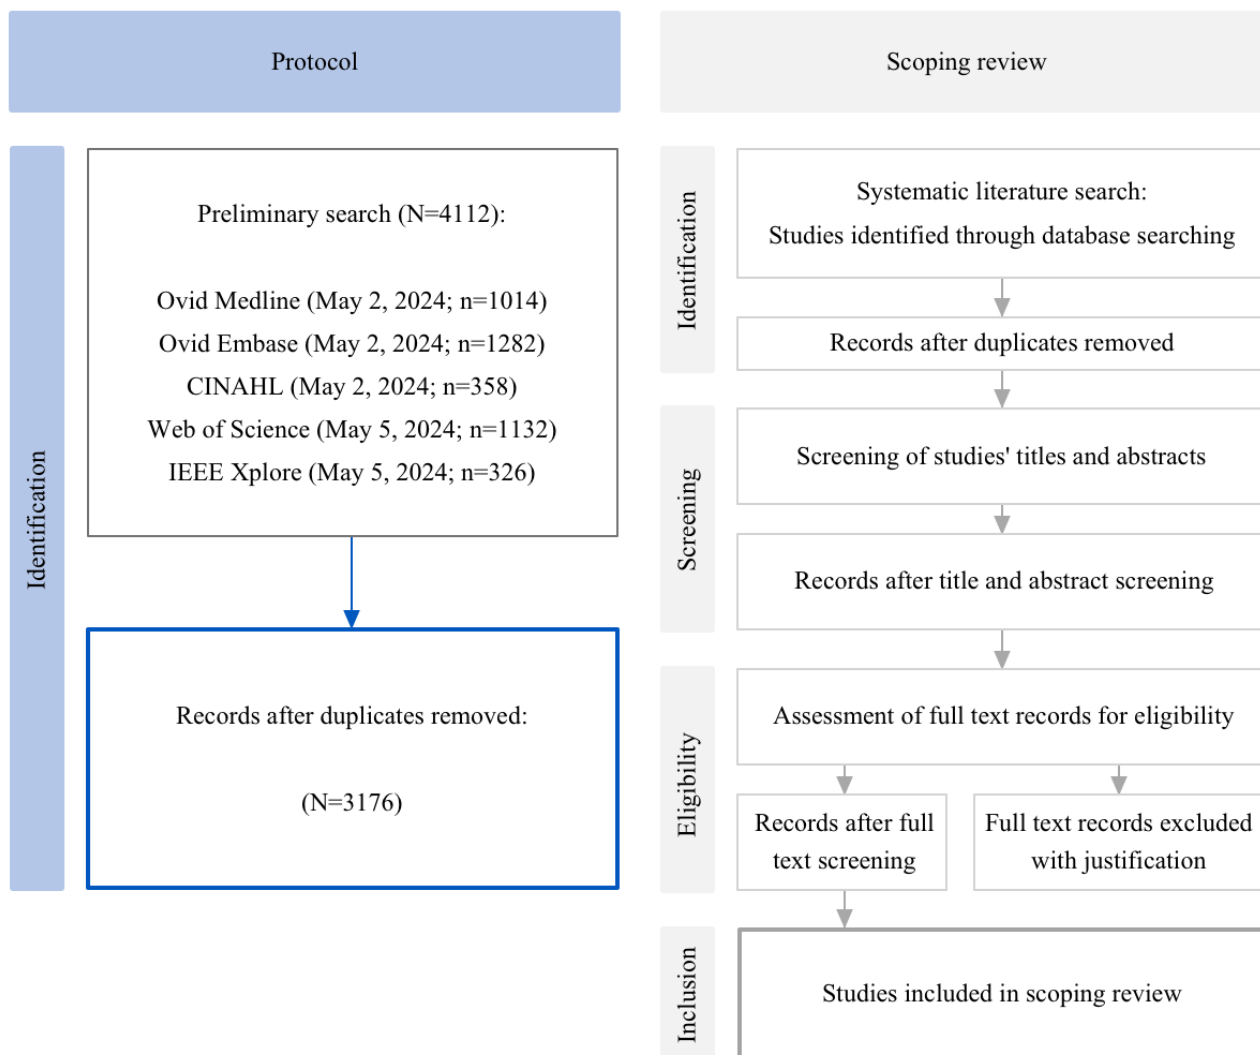 Protocol
Identification
Preliminary search (N=4112):
Ovid Medline (May 2, 2024; n=1014)
Ovid Embase (May 2, 2024; n=1282)
CINAHL (May 2, 2024; n=358)
Web of Science (May 5, 2024; n=1132)
IEEE Xplore (May 5, 2024; n=326)
Records after duplicates removed:
(N=3176)
Scoping review
Identification
Systematic literature search:
Studies identified through database searching
Records after duplicates removed
Screening
Screening of studies' titles and abstracts
Records after title and abstract screening
Eligibility
Assessment of full text records for eligibility
Records after full
text screening
Full text records excluded
with justification
Inclusion
Studies included in scoping review